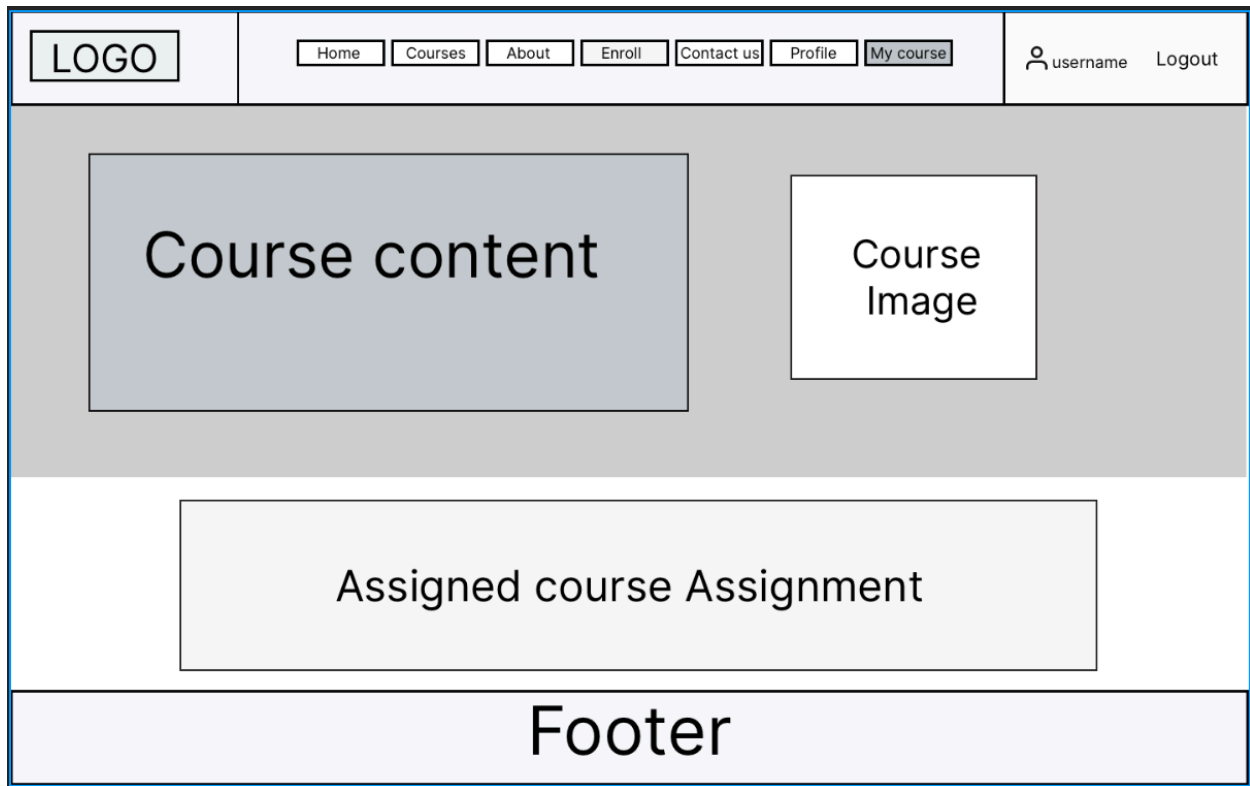 LOGO
Home Courses About Enroll Contact us Profile My course
username Logout
Course content
Course
Image
Assigned course Assignment
Footer